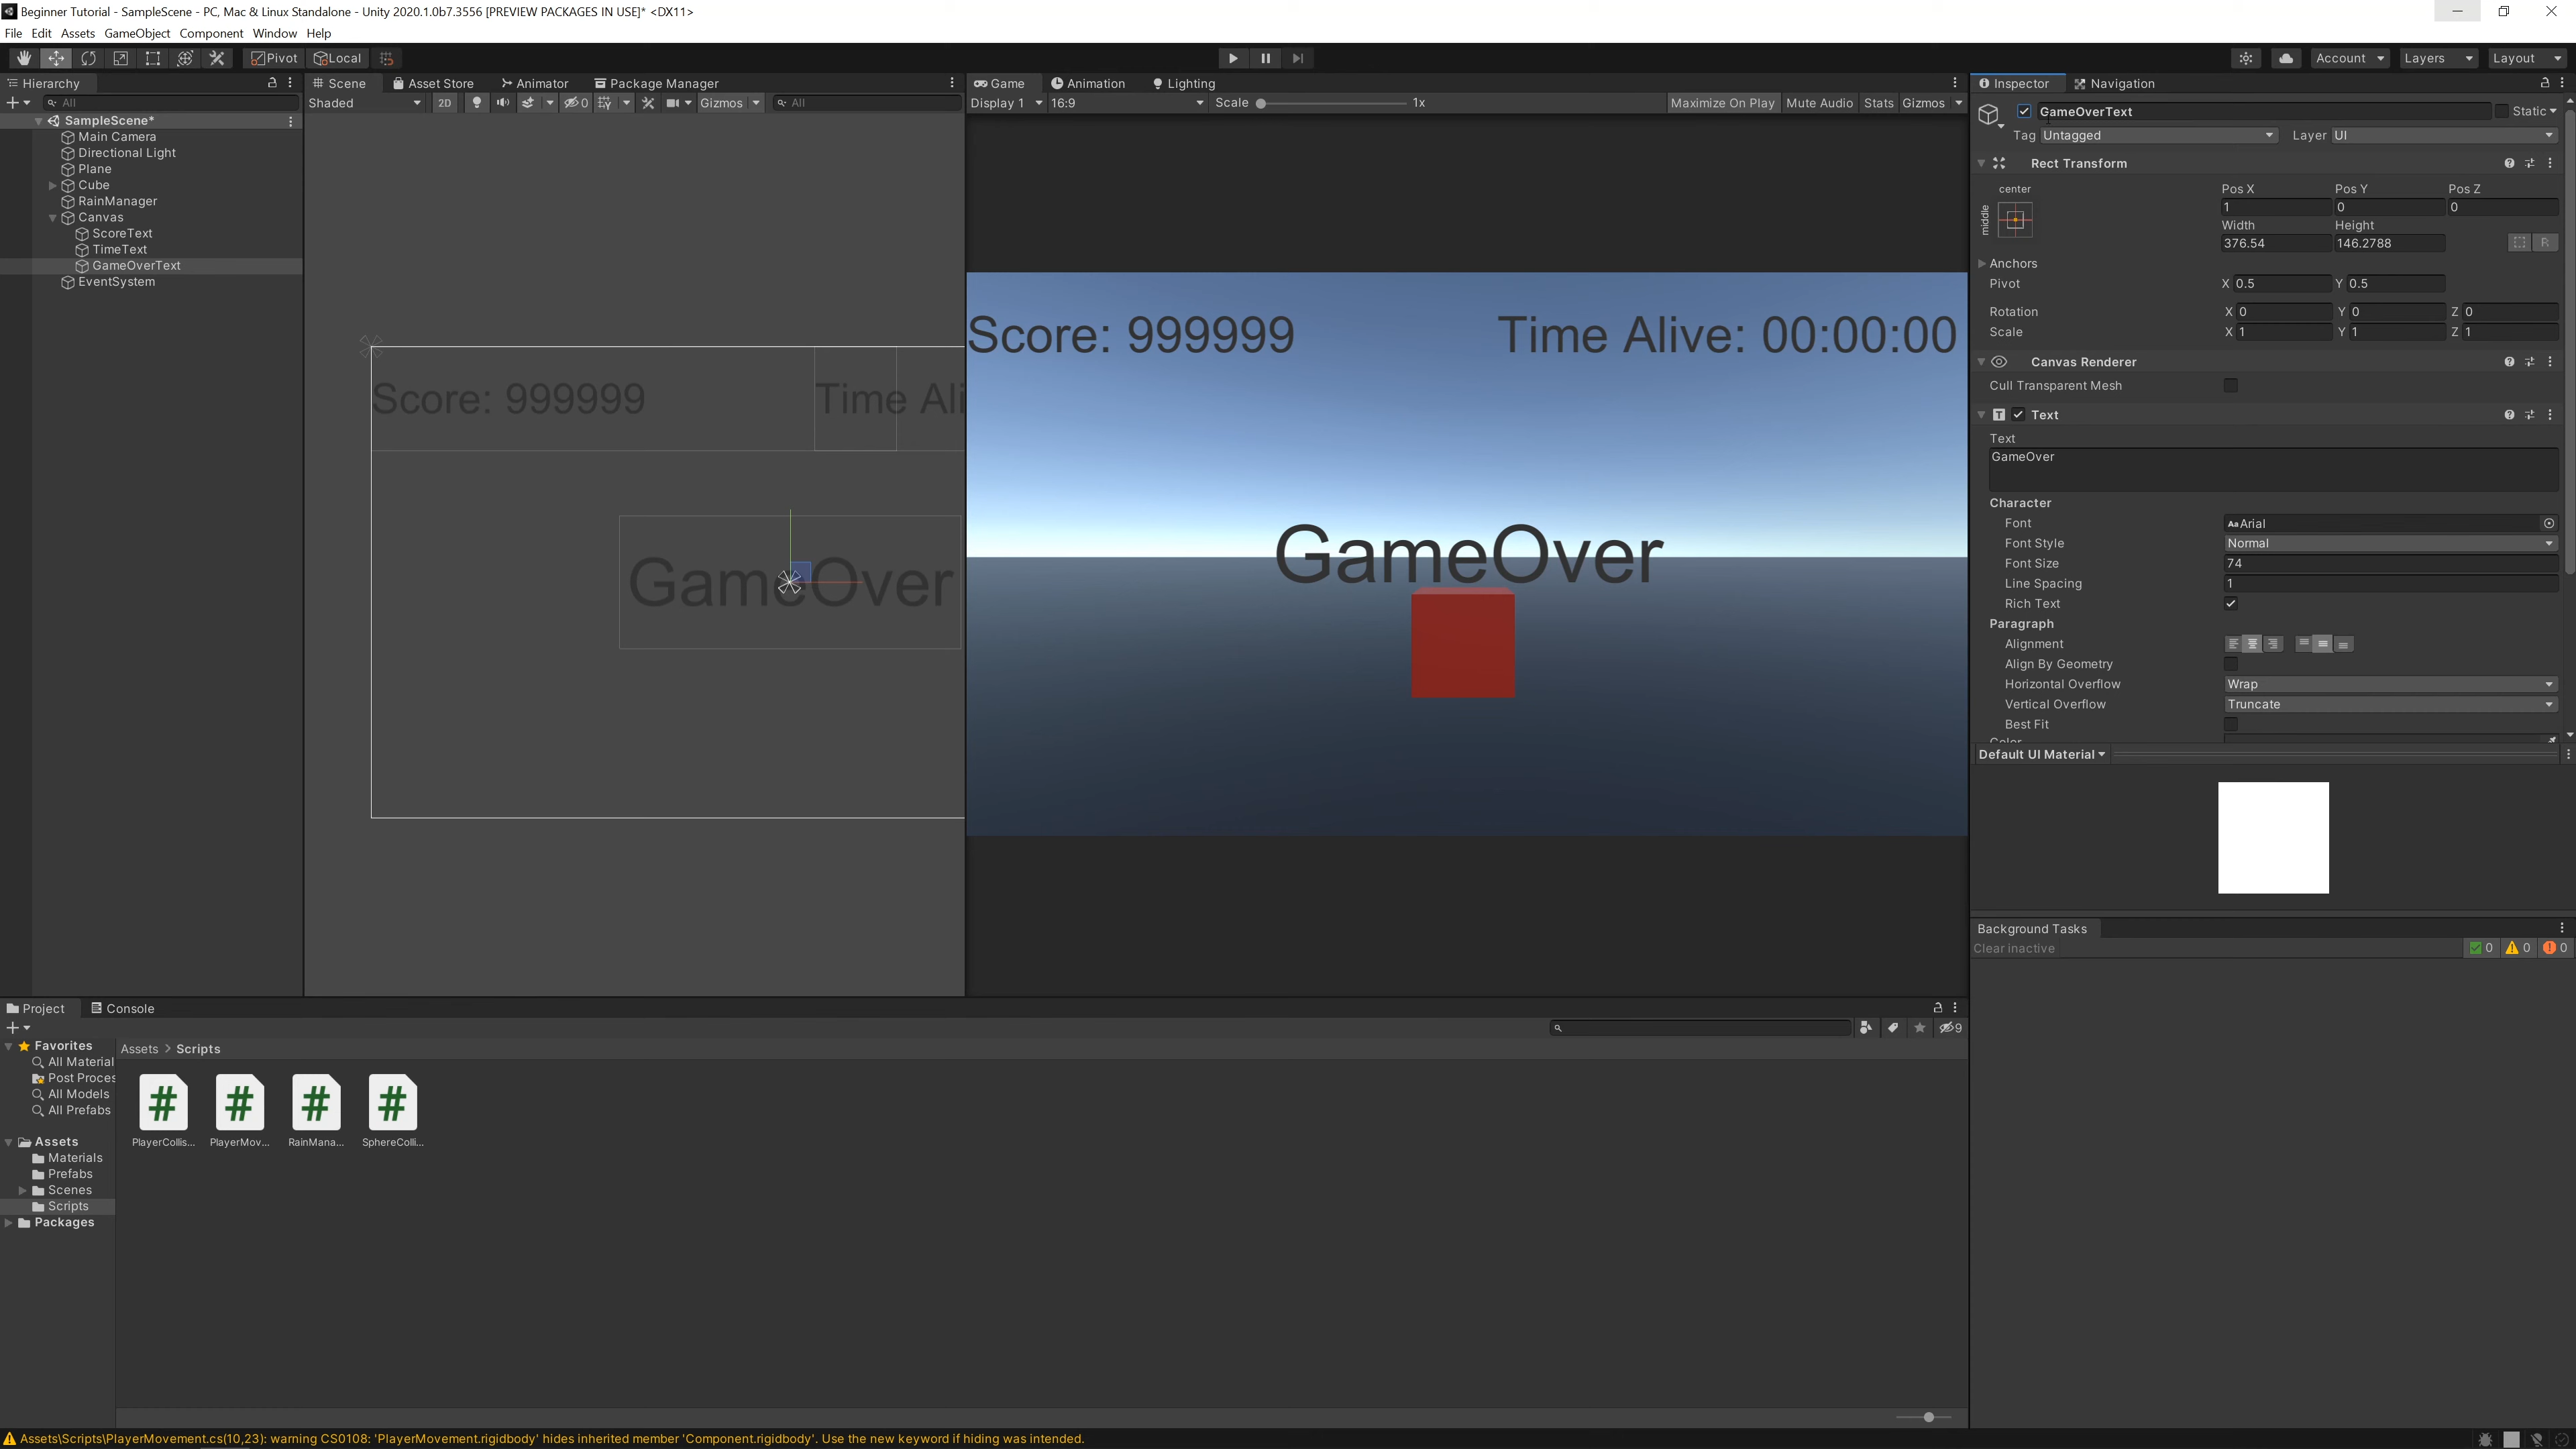 Beginner Tutorial - SampleScene - PC, Mac & Linux Standalone - Unity 2020.1.0b7.3556 [PREVIEW PACKAGES IN USE]* <DX11>
File Edit Assets GameObject Component Window Help
Pivot Local Account Layers Layout
Hierarchy
All
SampleScene*
Main Camera
Directional Light
Plane
Cube
RainManager
Canvas
ScoreText
TimeText
GameOverText
EventSystem
Scene Asset Store Animator Package Manager
Shaded 2D 0 Gizmos All
Score: 999999 Time Ali
GameOver
Game Animation Lighting
Display 1 16:9 Scale 1x Maximize On Play Mute Audio Stats Gizmos
Score: 999999 Time Alive: 00:00:00
GameOver
Inspector Navigation
GameOverText Static
Tag Untagged Layer UI
Rect Transform
center
middle
Pos X Pos Y Pos Z
1 0 0
Width Height
376.54 146.2788 R
Anchors
Pivot X 0.5 Y 0.5
Rotation X 0 Y 0 Z 0
Scale X 1 Y 1 Z 1
Canvas Renderer
Cull Transparent Mesh
T Text
Text
GameOver
Character
Font Aa Arial
Font Style Normal
Font Size 74
Line Spacing 1
Rich Text
Paragraph
Alignment
Align By Geometry
Horizontal Overflow Wrap
Vertical Overflow Truncate
Best Fit
Color
Default UI Material
Background Tasks
Clear inactive 0 0 0
Project Console
9
Favorites
All Material
Post Proces
All Models
All Prefabs
Assets
Materials
Prefabs
Scenes
Scripts
Packages
Assets > Scripts
# # # #
PlayerCollis... PlayerMov... RainMana... SphereColli...
Assets\Scripts\PlayerMovement.cs(10,23): warning CS0108: 'PlayerMovement.rigidbody' hides inherited member 'Component.rigidbody'. Use the new keyword if hiding was intended.